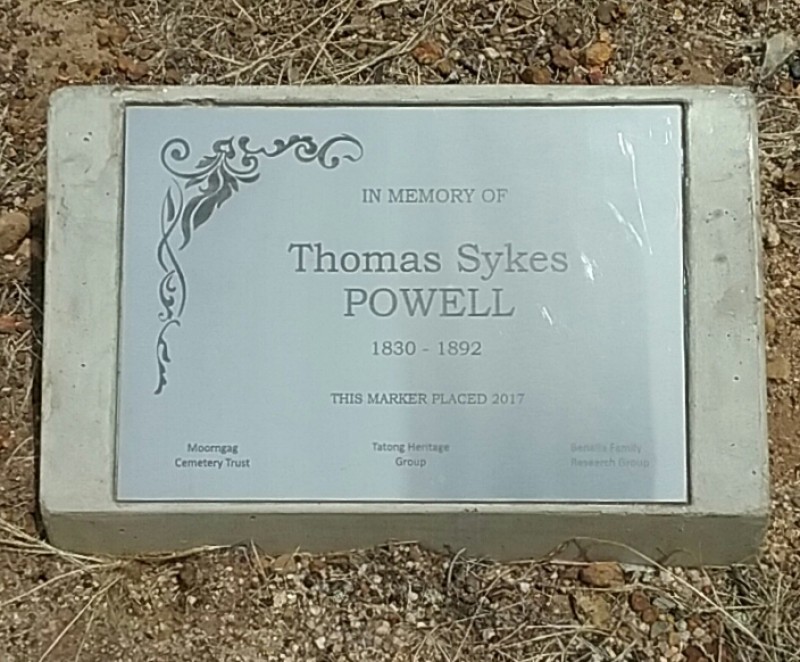 IN MEMORY OF
Thomas Sykes
POWELL
1830 - 1892
THIS MARKER PLACED 2017
Moorngag
Cemetery Trust
Tatong Heritage
Group
Benalla Family
Research Group